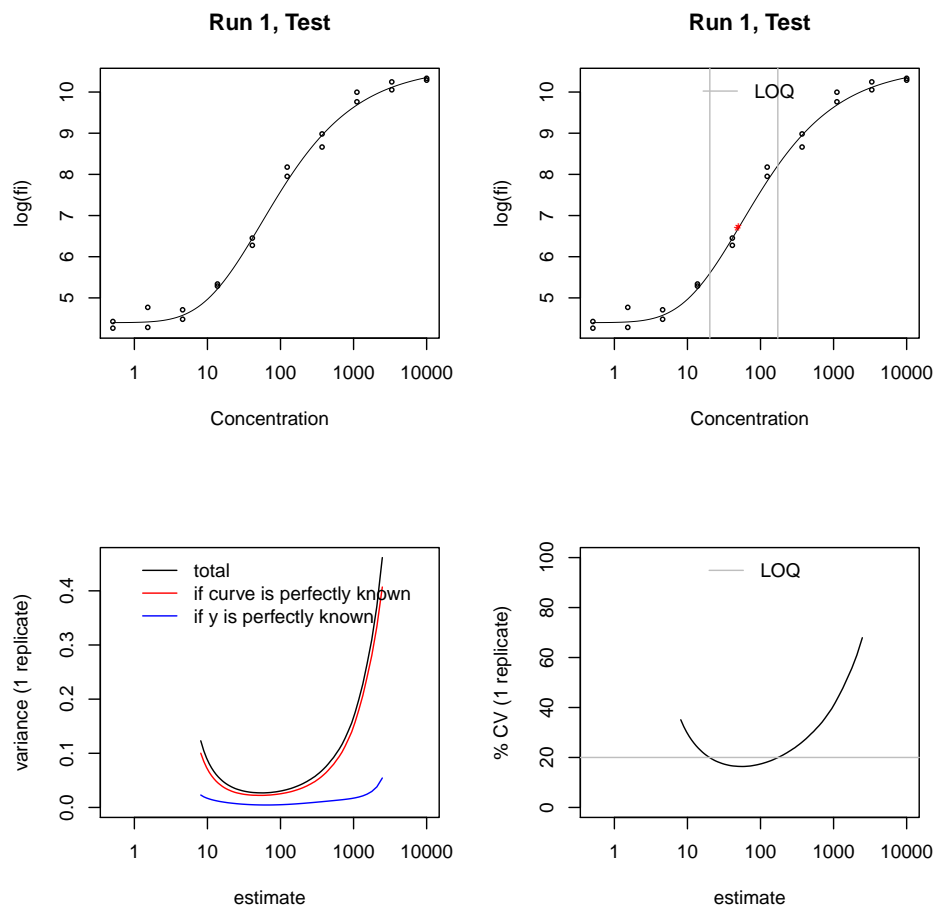 Run 1, Test
log(fi)
10
9
8
7
6
5
1 10 100 1000 10000
Concentration
Run 1, Test
LOQ
log(fi)
10
9
8
7
6
5
1 10 100 1000 10000
Concentration
total
if curve is perfectly known
if y is perfectly known
variance (1 replicate)
0.4
0.3
0.2
0.1
0.0
1 10 100 1000 10000
estimate
LOQ
% CV (1 replicate)
100
80
60
40
20
0
1 10 100 1000 10000
estimate